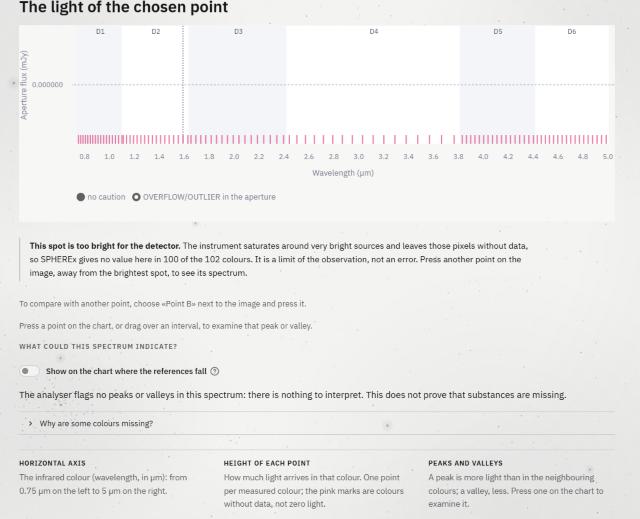 The light of the chosen point
D1 D2 D3 D4 D5 D6
Aperture flux (mJy)
0.000000
0.8 1.0 1.2 1.4 1.6 1.8 2.0 2.2 2.4 2.6 2.8 3.0 3.2 3.4 3.6 3.8 4.0 4.2 4.4 4.6 4.8 5.0
Wavelength (µm)
no caution OVERFLOW/OUTLIER in the aperture
This spot is too bright for the detector. The instrument saturates around very bright sources and leaves those pixels without data,
so SPHEREx gives no value here in 100 of the 102 colours. It is a limit of the observation, not an error. Press another point on the
image, away from the brightest spot, to see its spectrum.
To compare with another point, choose «Point B» next to the image and press it.
Press a point on the chart, or drag over an interval, to examine that peak or valley.
WHAT COULD THIS SPECTRUM INDICATE?
Show on the chart where the references fall ?
The analyser flags no peaks or valleys in this spectrum: there is nothing to interpret. This does not prove that substances are missing.
› Why are some colours missing?
HORIZONTAL AXIS
The infrared colour (wavelength, in µm): from
0.75 µm on the left to 5 µm on the right.
HEIGHT OF EACH POINT
How much light arrives in that colour. One point
per measured colour; the pink marks are colours
without data, not zero light.
PEAKS AND VALLEYS
A peak is more light than in the neighbouring
colours; a valley, less. Press one on the chart to
examine it.